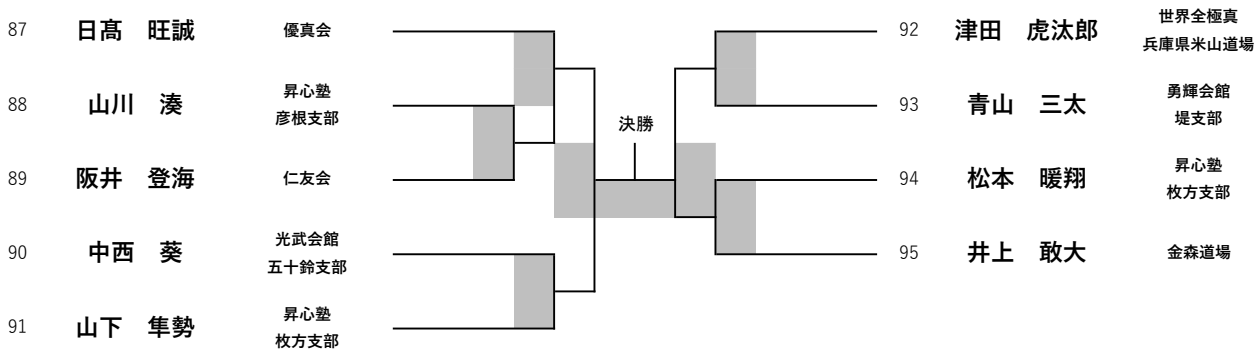 87 日髙 旺誠 優真会
88 山川 湊 昇心塾
彦根支部
89 阪井 登海 仁友会
90 中西 葵 光武会館
五十鈴支部
91 山下 隼勢 昇心塾
枚方支部
決勝
92 津田 虎汰郎 世界全極真
兵庫県米山道場
93 青山 三太 勇輝会館
堤支部
94 松本 暖翔 昇心塾
枚方支部
95 井上 敢大 金森道場